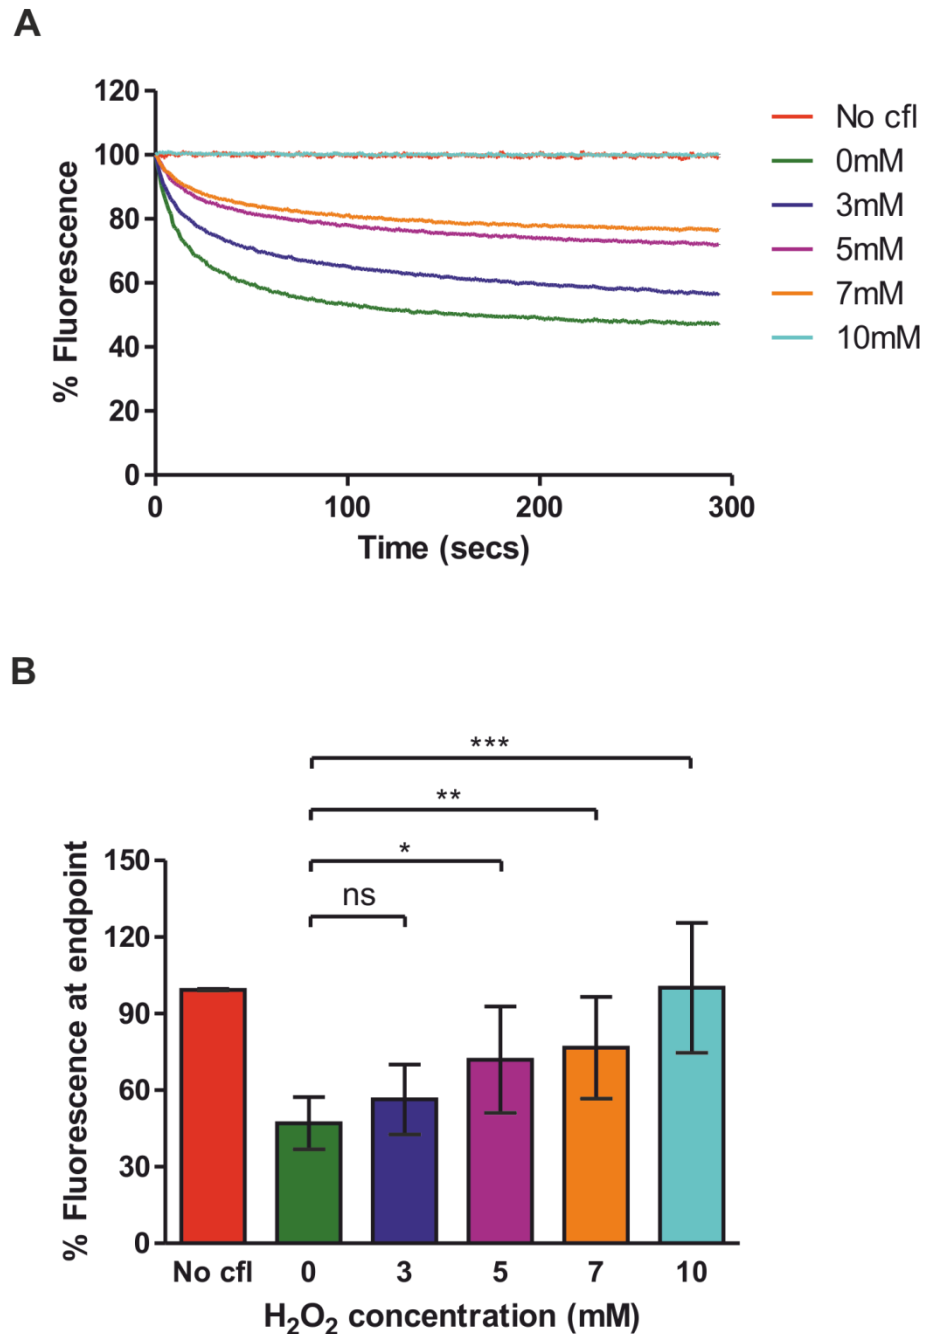 A
120
100
80
60
40
20
0
% Fluorescence
0 100 200 300
Time (secs)
No cfl
0mM
3mM
5mM
7mM
10mM
B
***
**
*
ns
150
120
90
60
30
0
% Fluorescence at endpoint
No cfl 0 3 5 7 10
H₂O₂ concentration (mM)